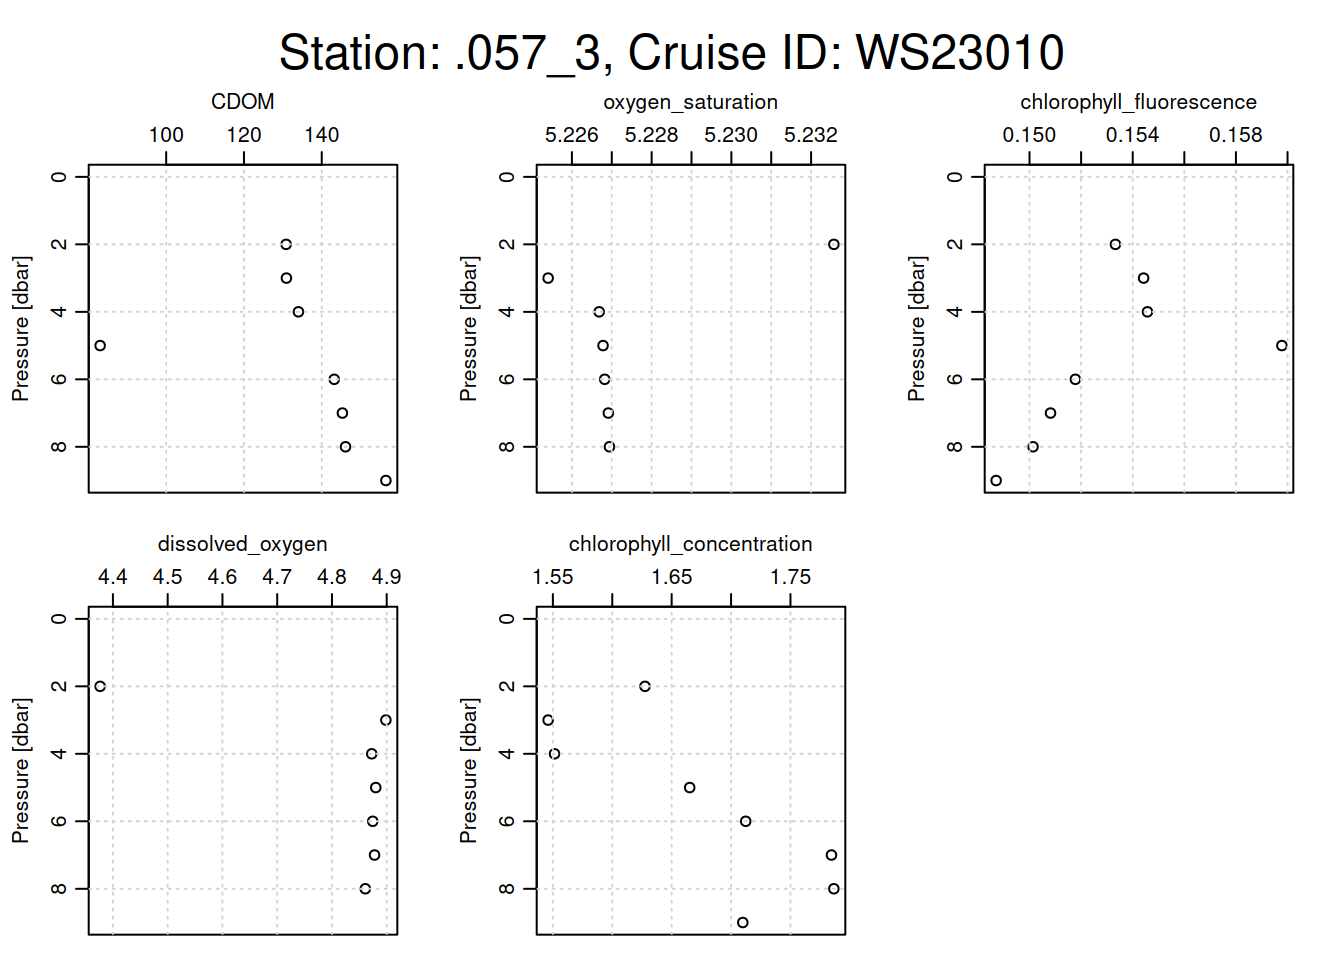 Station: .057_3, Cruise ID: WS23010
CDOM
100 120 140
0
2
4
6
8
Pressure [dbar]
oxygen_saturation
5.226 5.228 5.230 5.232
0
2
4
6
8
Pressure [dbar]
chlorophyll_fluorescence
0.150 0.154 0.158
0
2
4
6
8
Pressure [dbar]
dissolved_oxygen
4.4 4.5 4.6 4.7 4.8 4.9
0
2
4
6
8
Pressure [dbar]
chlorophyll_concentration
1.55 1.65 1.75
0
2
4
6
8
Pressure [dbar]